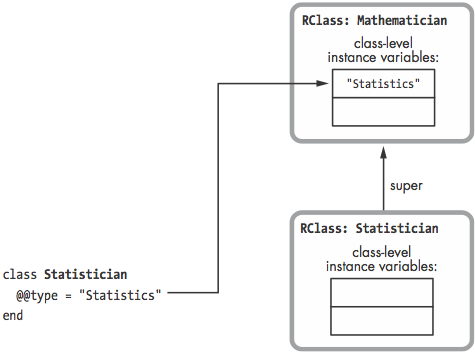 RClass: Mathematician
class-level
instance variables:
"Statistics"
super
RClass: Statistician
class-level
instance variables:
class Statistician
@@type = "Statistics"
end